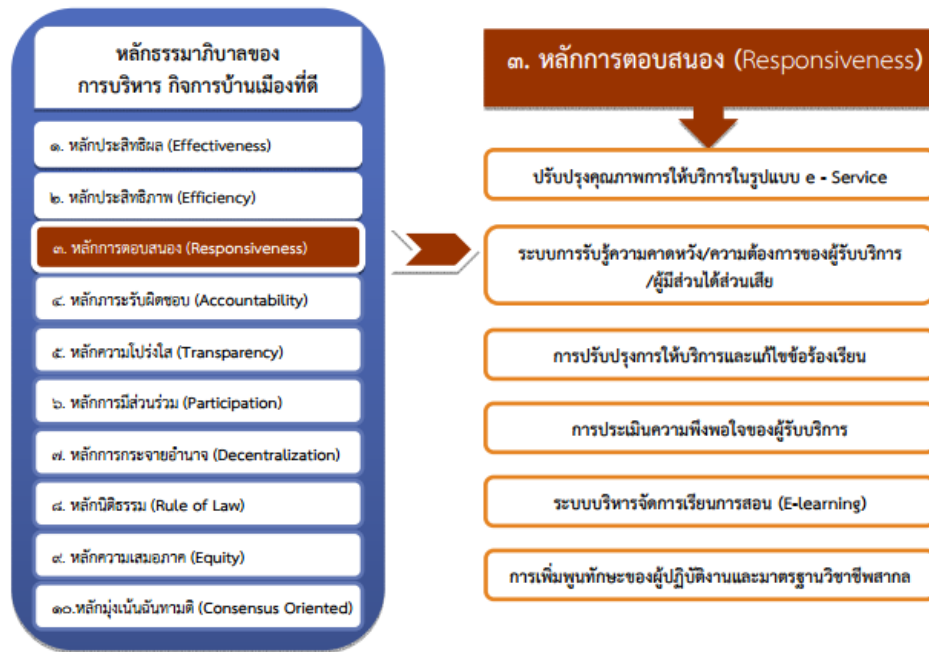 หลักธรรมาภิบาลของ
การบริหาร กิจการบ้านเมืองที่ดี
๑. หลักประสิทธิผล (Effectiveness)
๒. หลักประสิทธิภาพ (Efficiency)
๓. หลักการตอบสนอง (Responsiveness)
๔. หลักภาระรับผิดชอบ (Accountability)
๕. หลักความโปร่งใส (Transparency)
๖. หลักการมีส่วนร่วม (Participation)
๗. หลักการกระจายอำนาจ (Decentralization)
๘. หลักนิติธรรม (Rule of Law)
๙. หลักความเสมอภาค (Equity)
๑๐.หลักมุ่งเน้นฉันทามติ (Consensus Oriented)
๓. หลักการตอบสนอง (Responsiveness)
ปรับปรุงคุณภาพการให้บริการในรูปแบบ e - Service
ระบบการรับรู้ความคาดหวัง/ความต้องการของผู้รับบริการ
/ผู้มีส่วนได้ส่วนเสีย
การปรับปรุงการให้บริการและแก้ไขข้อร้องเรียน
การประเมินความพึงพอใจของผู้รับบริการ
ระบบบริหารจัดการเรียนการสอน (E-learning)
การเพิ่มพูนทักษะของผู้ปฏิบัติงานและมาตรฐานวิชาชีพสากล